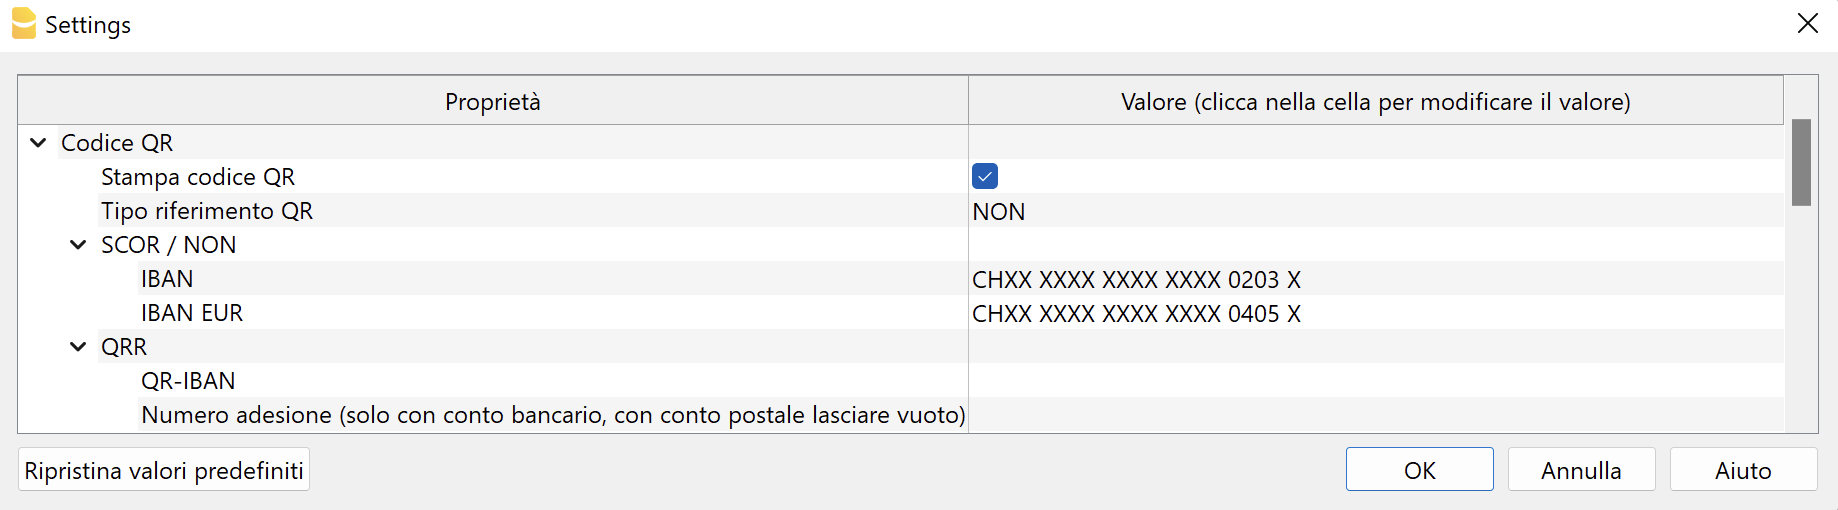 Settings
Proprietà Valore (clicca nella cella per modificare il valore)
Codice QR
Stampa codice QR
Tipo riferimento QR NON
SCOR / NON
IBAN CHXX XXXX XXXX XXXX 0203 X
IBAN EUR CHXX XXXX XXXX XXXX 0405 X
QRR
QR-IBAN
Numero adesione (solo con conto bancario, con conto postale lasciare vuoto)
Ripristina valori predefiniti OK Annulla Aiuto